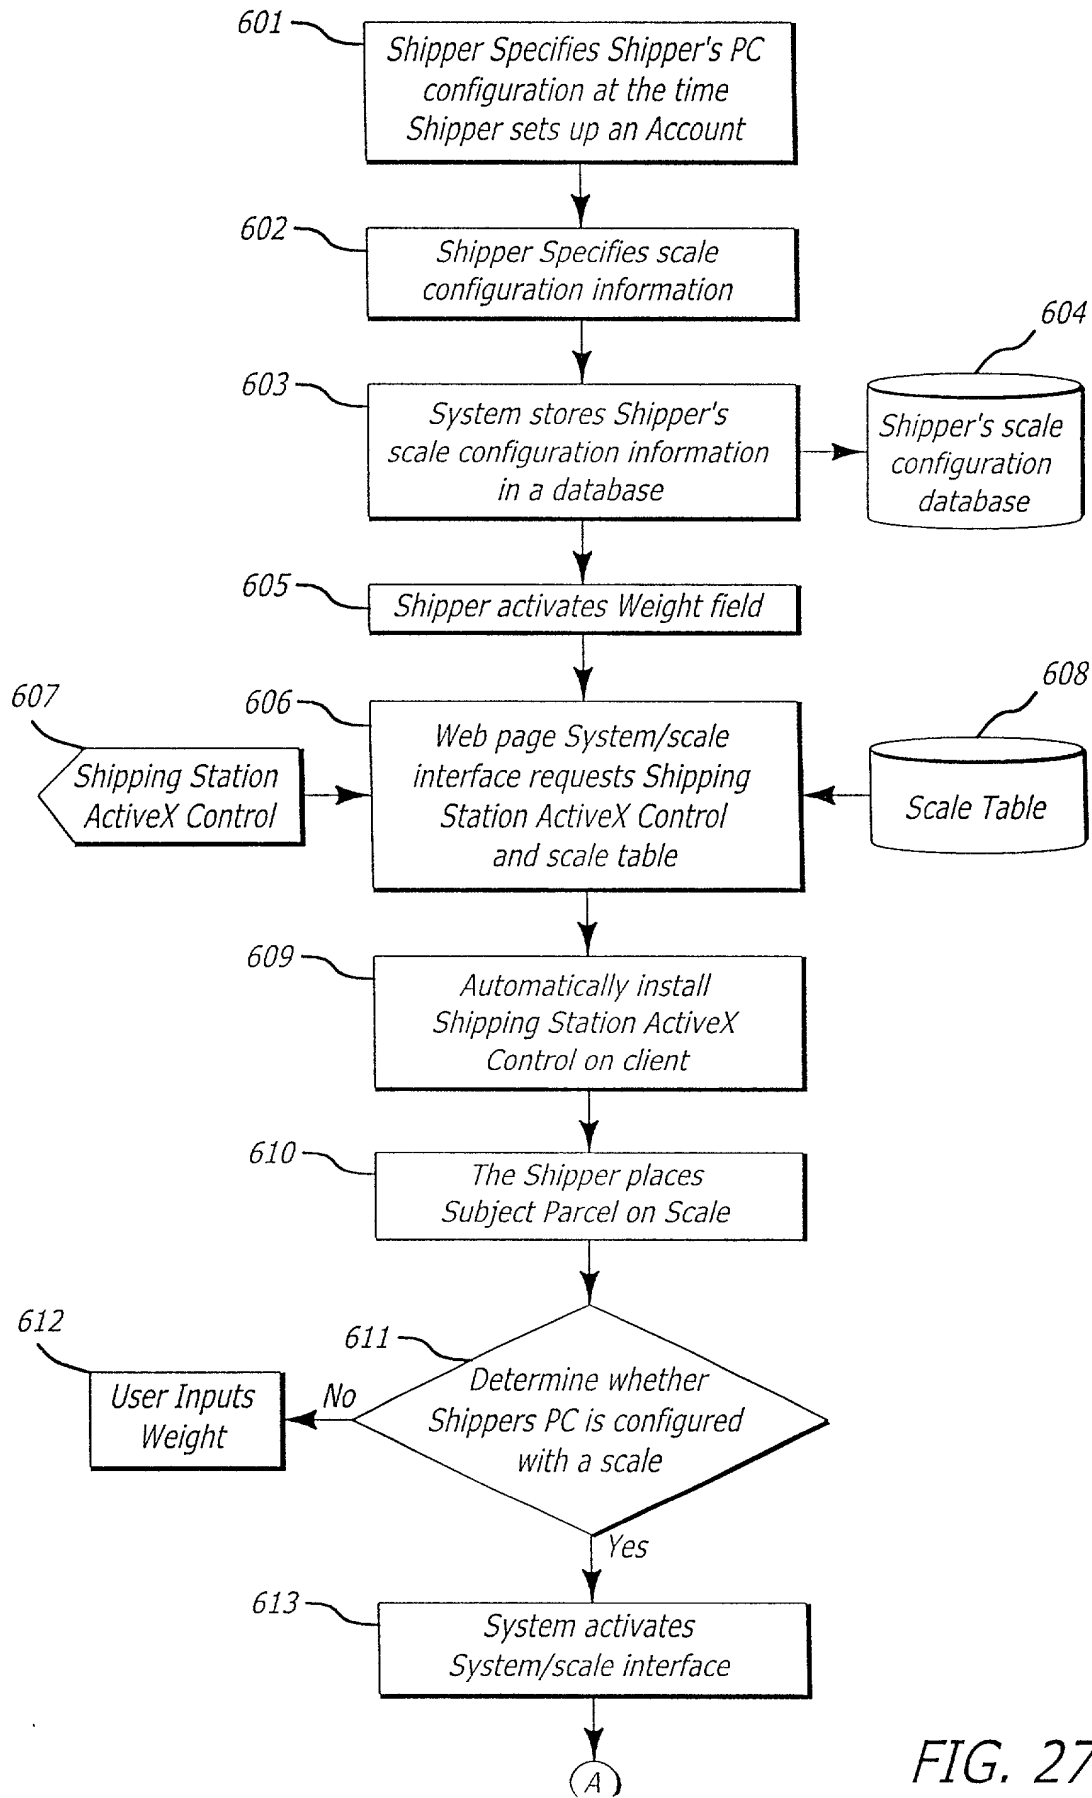 601
Shipper Specifies Shipper's PC
configuration at the time
Shipper sets up an Account
602
Shipper Specifies scale
configuration information
603
System stores Shipper's
scale configuration information
in a database
604
Shipper's scale
configuration
database
605
Shipper activates Weight field
606
Web page System/scale
interface requests Shipping
Station ActiveX Control
and scale table
607
Shipping Station
ActiveX Control
608
Scale Table
609
Automatically install
Shipping Station ActiveX
Control on client
610
The Shipper places
Subject Parcel on Scale
611
Determine whether
Shippers PC is configured
with a scale
No
612
User Inputs
Weight
Yes
613
System activates
System/scale interface
A
FIG. 27